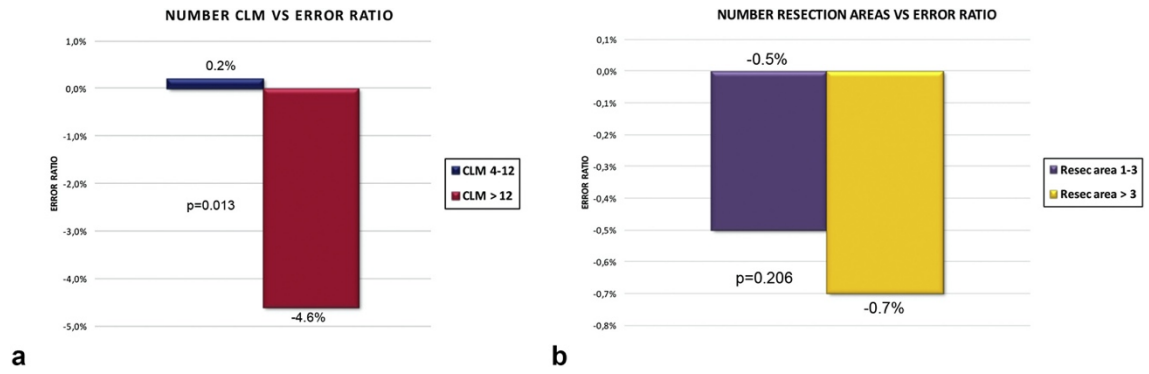 NUMBER CLM VS ERROR RATIO
1,0%
0,0%
-1,0%
-2,0%
-3,0%
-4,0%
-5,0%
ERROR RATIO
0.2%
-4.6%
p=0.013
CLM 4-12
CLM > 12
a
NUMBER RESECTION AREAS VS ERROR RATIO
0,1%
0,0%
-0,1%
-0,2%
-0,3%
-0,4%
-0,5%
-0,6%
-0,7%
-0,8%
ERROR RATIO
-0.5%
-0.7%
p=0.206
Resec area 1-3
Resec area > 3
b